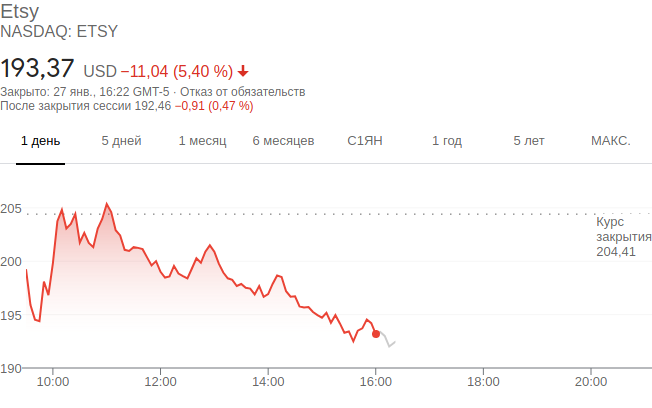 Etsy
NASDAQ: ETSY
193,37 USD −11,04 (5,40 %)
Закрыто: 27 янв., 16:22 GMT-5 · Отказ от обязательств
После закрытия сессии 192,46 −0,91 (0,47 %)
1 день 5 дней 1 месяц 6 месяцев С1ЯН 1 год 5 лет МАКС.
205
Курс
закрытия
204,41
200
195
190
10:00 12:00 14:00 16:00 18:00 20:00